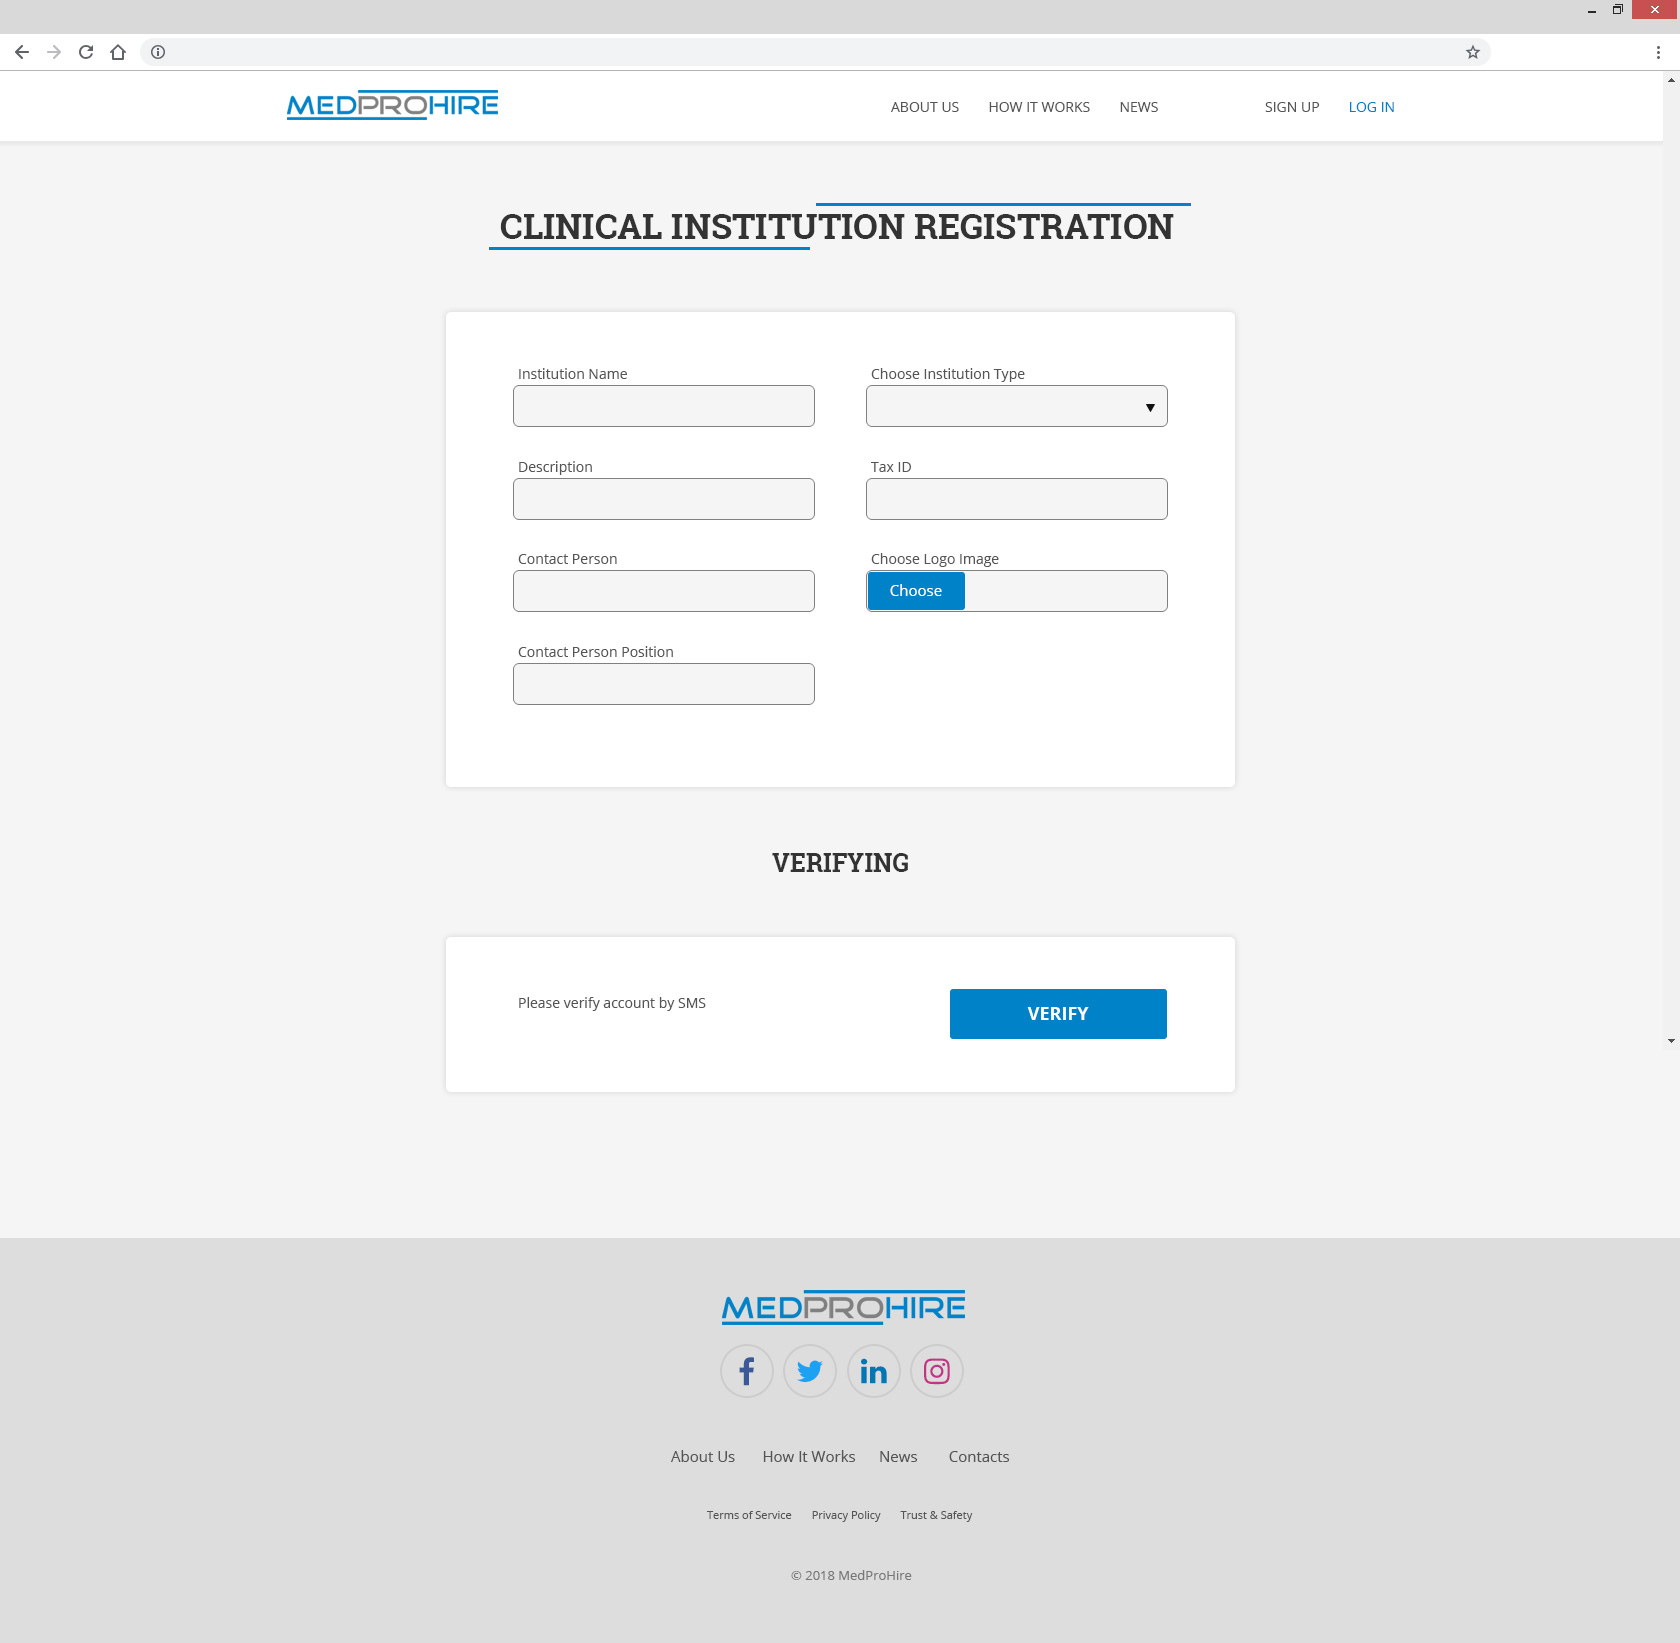 MEDPROHIRE
ABOUT US HOW IT WORKS NEWS SIGN UP LOG IN
CLINICAL INSTITUTION REGISTRATION
Institution Name Choose Institution Type
Description Tax ID
Contact Person Choose Logo Image
Choose
Contact Person Position
VERIFYING
Please verify account by SMS VERIFY
MEDPROHIRE
About Us How It Works News Contacts
Terms of Service Privacy Policy Trust & Safety
© 2018 MedProHire